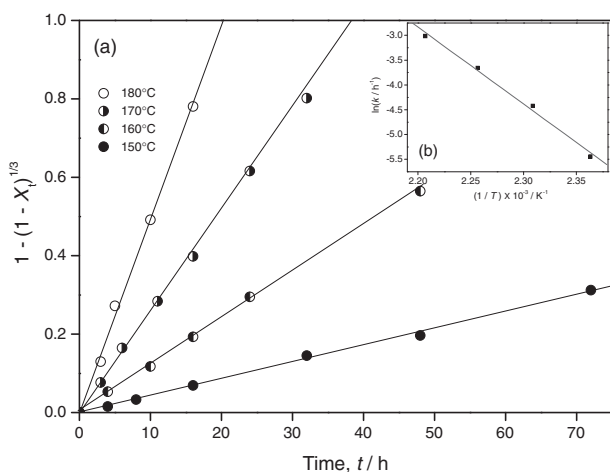 (a)
180°C
170°C
160°C
150°C
1.0
0.8
0.6
0.4
0.2
0.0
1 - (1 - Xt)1/3
0 10 20 30 40 50 60 70
Time, t / h
(b)
-3.0
-3.5
-4.0
-4.5
-5.0
-5.5
ln(k / h-1)
2.20 2.25 2.30 2.35
(1 / T) x 10-3 / K-1